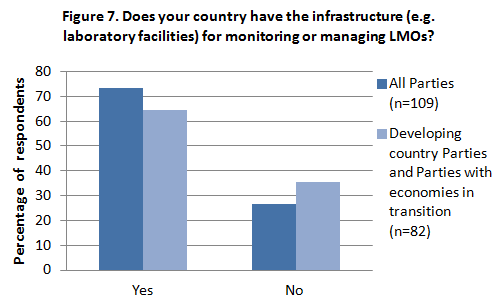 Figure 7. Does your country have the infrastructure (e.g.
laboratory facilities) for monitoring or managing LMOs?
Percentage of respondents
80
70
60
50
40
30
20
10
0
Yes
No
All Parties
(n=109)
Developing
country Parties
and Parties with
economies in
transition
(n=82)